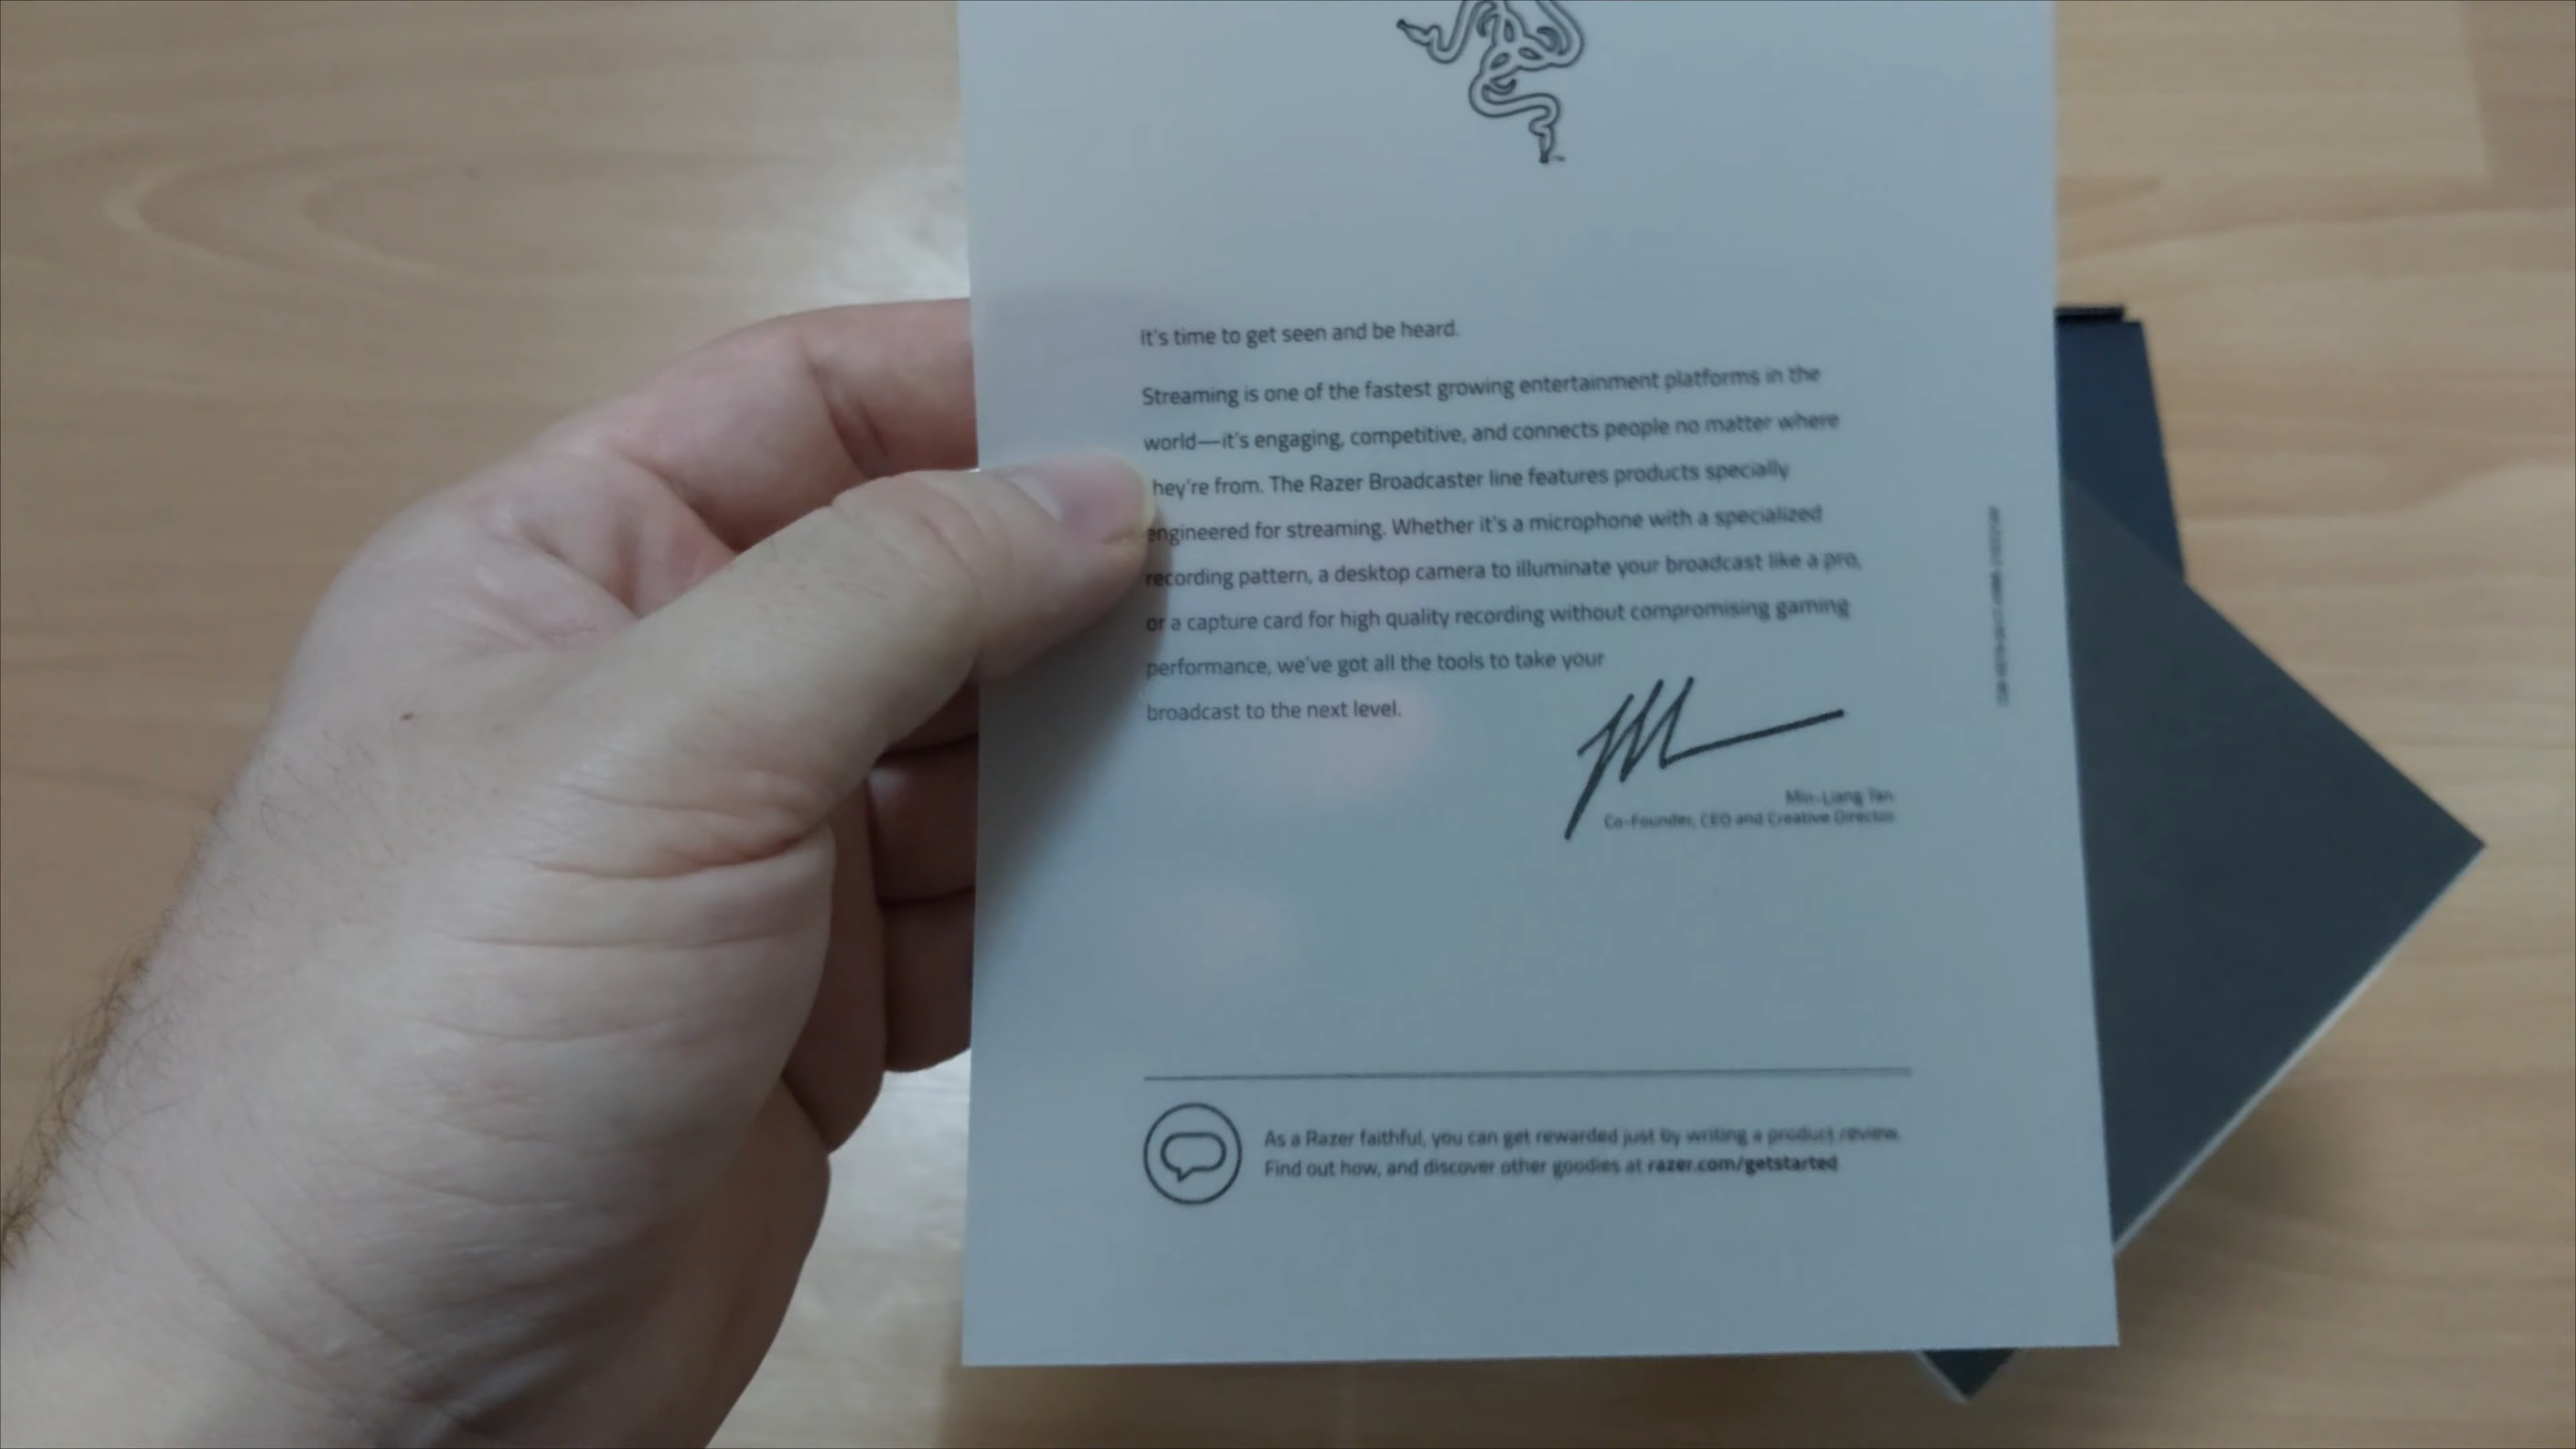 It's time to get seen and be heard.
Streaming is one of the fastest growing entertainment platforms in the
world—it's engaging, competitive, and connects people no matter where
hey're from. The Razer Broadcaster line features products specially
engineered for streaming. Whether it's a microphone with a specialized
recording pattern, a desktop camera to illuminate your broadcast like a pro,
or a capture card for high quality recording without compromising gaming
performance, we've got all the tools to take your
broadcast to the next level.
Min-Liang Tan
Co-Founder, CEO and Creative Director
As a Razer faithful, you can get rewarded just by writing a product review.
Find out how, and discover other goodies at razer.com/getstarted